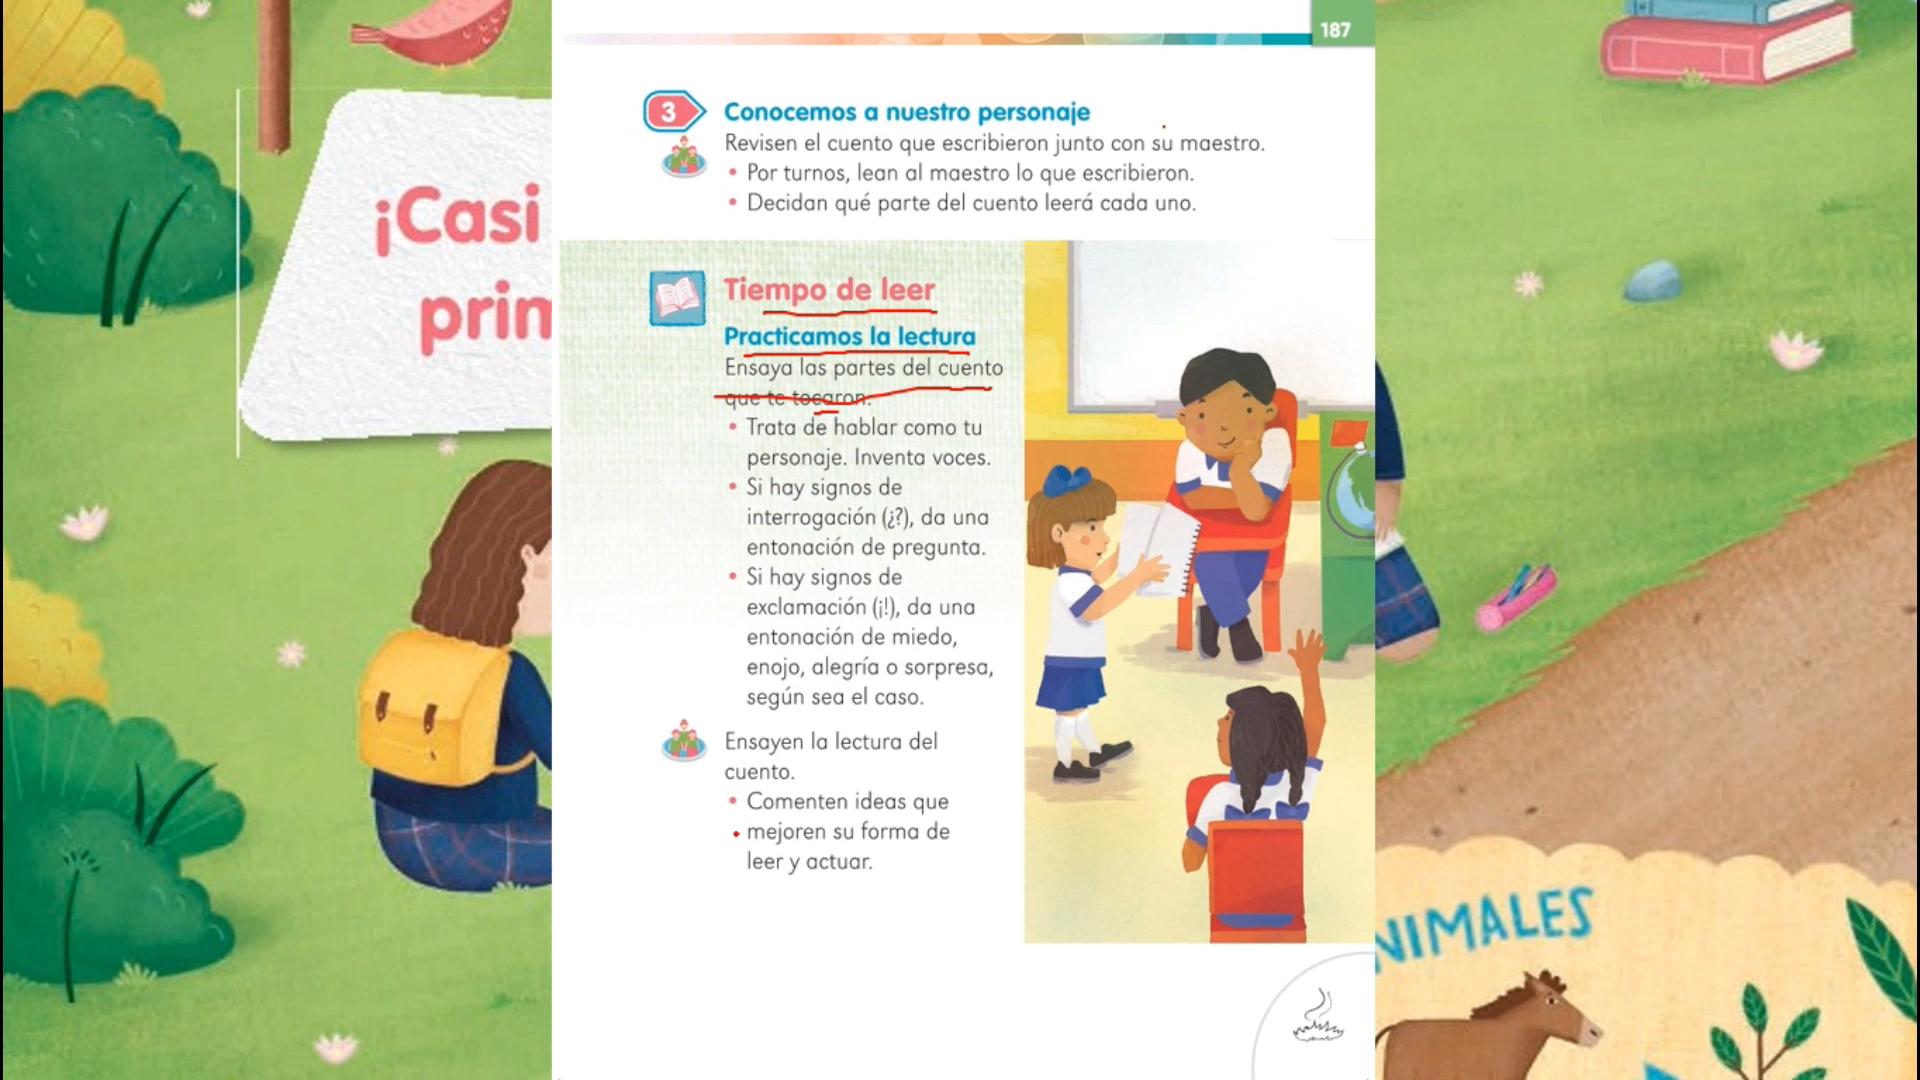 187
¡Casi
prin
3 Conocemos a nuestro personaje
Revisen el cuento que escribieron junto con su maestro.
• Por turnos, lean al maestro lo que escribieron.
• Decidan qué parte del cuento leerá cada uno.
Tiempo de leer
Practicamos la lectura
Ensaya las partes del cuento
que te tocaron.
• Trata de hablar como tu
personaje. Inventa voces.
• Si hay signos de
interrogación (¿?), da una
entonación de pregunta.
• Si hay signos de
exclamación (¡!), da una
entonación de miedo,
enojo, alegría o sorpresa,
según sea el caso.
Ensayen la lectura del
cuento.
• Comenten ideas que
mejoren su forma de
leer y actuar.
NIMALES